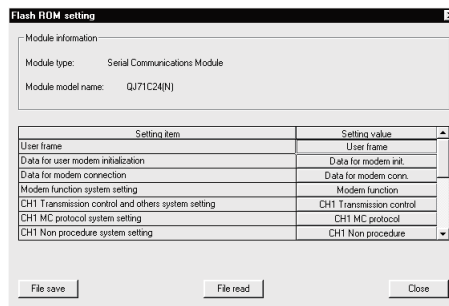 Flash ROM setting
Module information
Module type: Serial Communications Module
Module model name: QJ71C24(N)
Setting item Setting value
User frame User frame
Data for user modem initialization Data for modem init.
Data for modem connection Data for modem conn.
Modem function system setting Modem function
CH1 Transmission control and others system setting CH1 Transmission control
CH1 MC protocol system setting CH1 MC protocol
CH1 Non procedure system setting CH1 Non procedure
File save File read Close